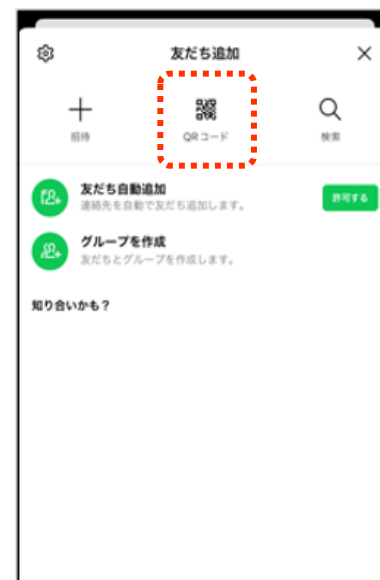 友だち追加
招待
QRコード
検索
友だち自動追加
連絡先を自動で友だち追加します。
許可する
グループを作成
友だちとグループを作成します。
知り合いかも？